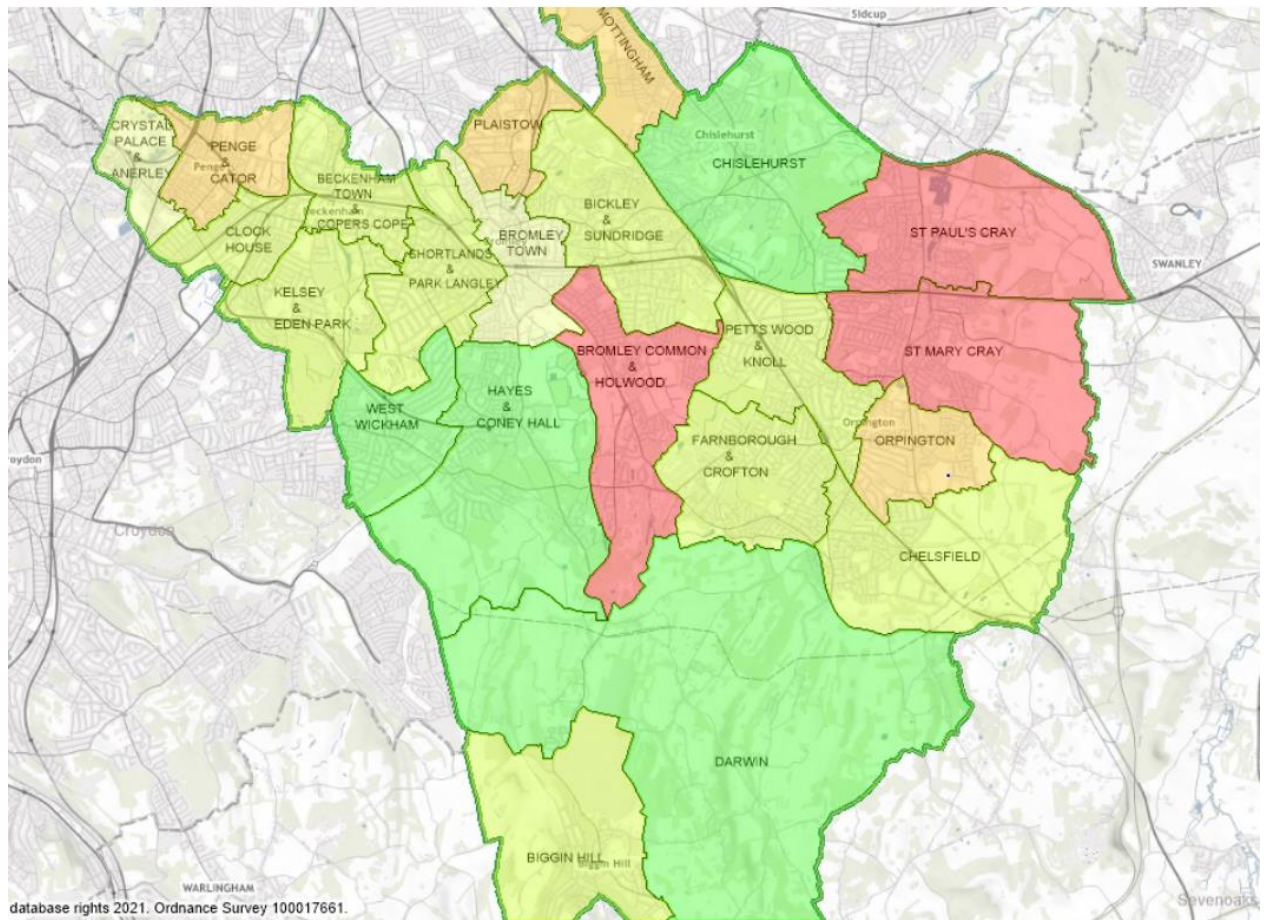 Sidcup
MOTTINGHAM
CRYSTAL
PALACE
&
ANERLEY
PENGE
&
Penge
CATOR
PLAISTOW
Chislehurst
CHISLEHURST
BECKENHAM
TOWN
&
Beckenham
COPERS COPE
CLOCK
HOUSE
BICKLEY
&
SUNDRIDGE
BROMLEY
TOWN
ST PAUL'S CRAY
SWANLEY
SHORTLANDS
&
PARK LANGLEY
KELSEY
&
EDEN PARK
PETTS WOOD
&
KNOLL
ST MARY CRAY
BROMLEY COMMON
&
HOLWOOD
HAYES
&
CONEY HALL
WEST
WICKHAM
Orpington
ORPINGTON
FARNBOROUGH
&
CROFTON
Croydon
CHELSFIELD
DARWIN
BIGGIN HILL
Biggin Hill
WARLINGHAM
Sevenoaks
database rights 2021. Ordnance Survey 100017661.